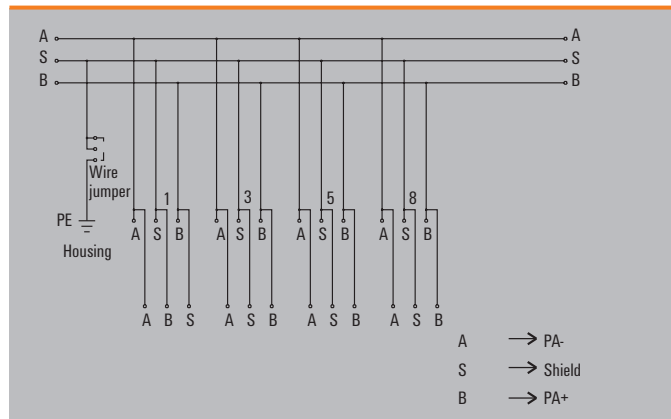 A A
S S
B B
Wire
jumper
1 3 5 8
PE
Housing
A S B A S B A S B A S B
A B S A S B A S B A S B
A → PA-
S → Shield
B → PA+